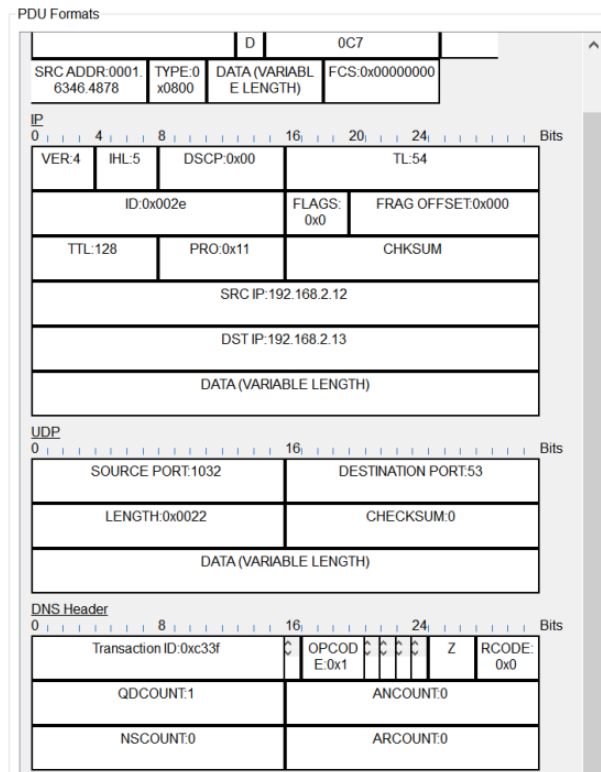 PDU Formats
D 0C7
SRC ADDR:0001. TYPE:0 DATA (VARIABL FCS:0x00000000
6346.4878 x0800 E LENGTH)
IP
0 4 8 16 20 24 Bits
VER:4 IHL:5 DSCP:0x00 TL:54
ID:0x002e FLAGS: FRAG OFFSET:0x000
0x0
TTL:128 PRO:0x11 CHKSUM
SRC IP:192.168.2.12
DST IP:192.168.2.13
DATA (VARIABLE LENGTH)
UDP
0 16 Bits
SOURCE PORT:1032 DESTINATION PORT:53
LENGTH:0x0022 CHECKSUM:0
DATA (VARIABLE LENGTH)
DNS Header
0 8 16 24 Bits
Transaction ID:0xc33f OPCOD Z RCODE:
E:0x1 0x0
QDCOUNT:1 ANCOUNT:0
NSCOUNT:0 ARCOUNT:0